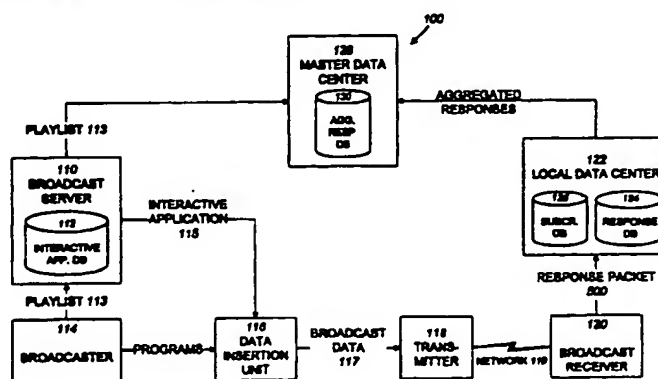 100
128
MASTER DATA
CENTER
130
AGG.
RESP
DB
AGGREGATED
RESPONSES
PLAYLIST 113
122
LOCAL DATA CENTER
124
SUBCR.
DB
RESPONSE
DB
110
BROADCAST
SERVER
112
INTERACTIVE
APP. DB
INTERACTIVE
APPLICATION
115
RESPONSE PACKET
500
PLAYLIST 113
114
BROADCASTER
PROGRAMS
116
DATA
INSERTION
UNIT
BROADCAST
DATA
117
118
TRANS-
MITTER
NETWORK 119
120
BROADCAST
RECEIVER